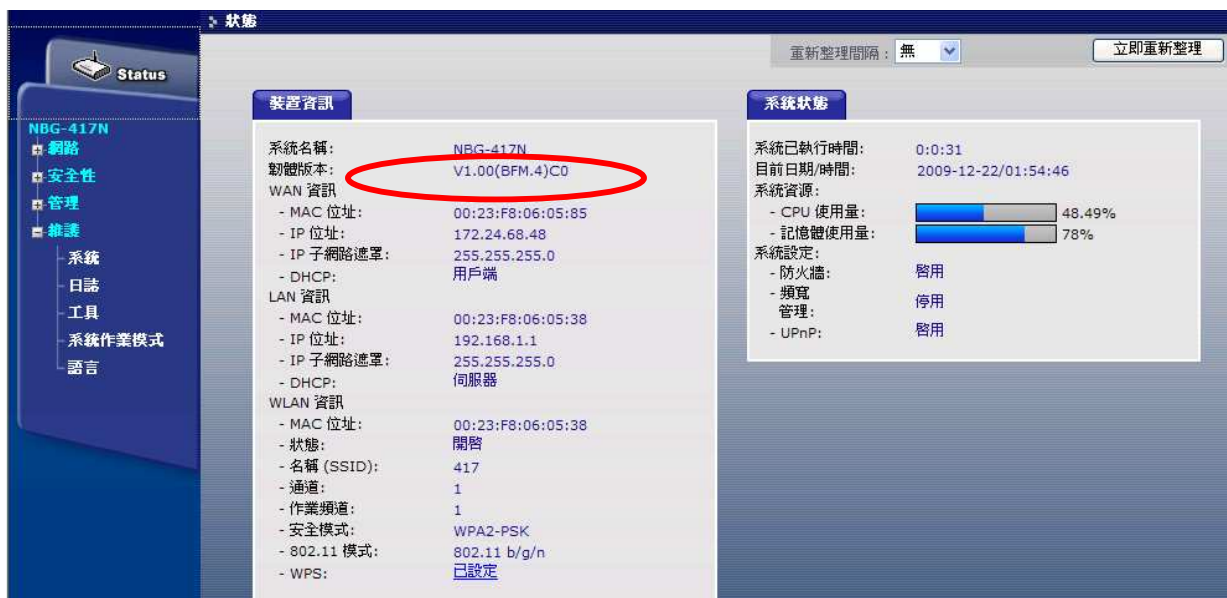 狀態
重新整理間隔：
無
立即重新整理
Status
NBG-417N
網路
安全性
管理
維護
系統
日誌
工具
系統作業模式
語言
裝置資訊
系統名稱: NBG-417N
韌體版本: V1.00(BFM.4)C0
WAN 資訊
- MAC 位址: 00:23:F8:06:05:85
- IP 位址: 172.24.68.48
- IP 子網路遮罩: 255.255.255.0
- DHCP: 用戶端
LAN 資訊
- MAC 位址: 00:23:F8:06:05:38
- IP 位址: 192.168.1.1
- IP 子網路遮罩: 255.255.255.0
- DHCP: 伺服器
WLAN 資訊
- MAC 位址: 00:23:F8:06:05:38
- 狀態: 開啓
- 名稱 (SSID): 417
- 通道: 1
- 作業頻道: 1
- 安全模式: WPA2-PSK
- 802.11 模式: 802.11 b/g/n
- WPS: 已設定
系統狀態
系統已執行時間: 0:0:31
目前日期/時間: 2009-12-22/01:54:46
系統資源:
- CPU 使用量: 48.49%
- 記憶體使用量: 78%
系統設定:
- 防火牆: 啓用
- 頻寬
管理: 停用
- UPnP: 啓用